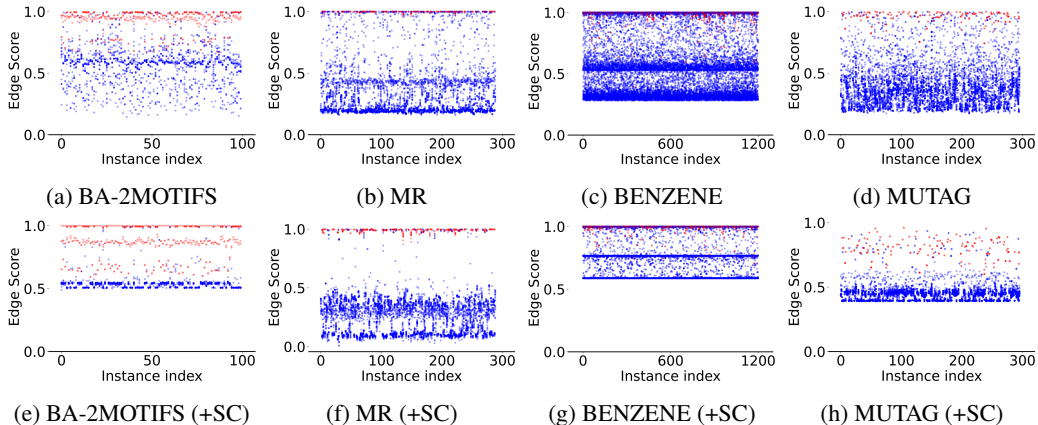 1.0
0.5
0.0
Edge Score
0
50
100
Instance index
(a) BA-2MOTIFS
1.0
0.5
0.0
Edge Score
0
100
200
300
Instance index
(b) MR
1.0
0.5
0.0
Edge Score
0
600
1200
Instance index
(c) BENZENE
1.0
0.5
0.0
Edge Score
0
100
200
300
Instance index
(d) MUTAG
1.0
0.5
0.0
Edge Score
0
50
100
Instance index
(e) BA-2MOTIFS (+SC)
1.0
0.5
0.0
Edge Score
0
100
200
300
Instance index
(f) MR (+SC)
1.0
0.5
0.0
Edge Score
0
600
1200
Instance index
(g) BENZENE (+SC)
1.0
0.5
0.0
Edge Score
0
100
200
300
Instance index
(h) MUTAG (+SC)